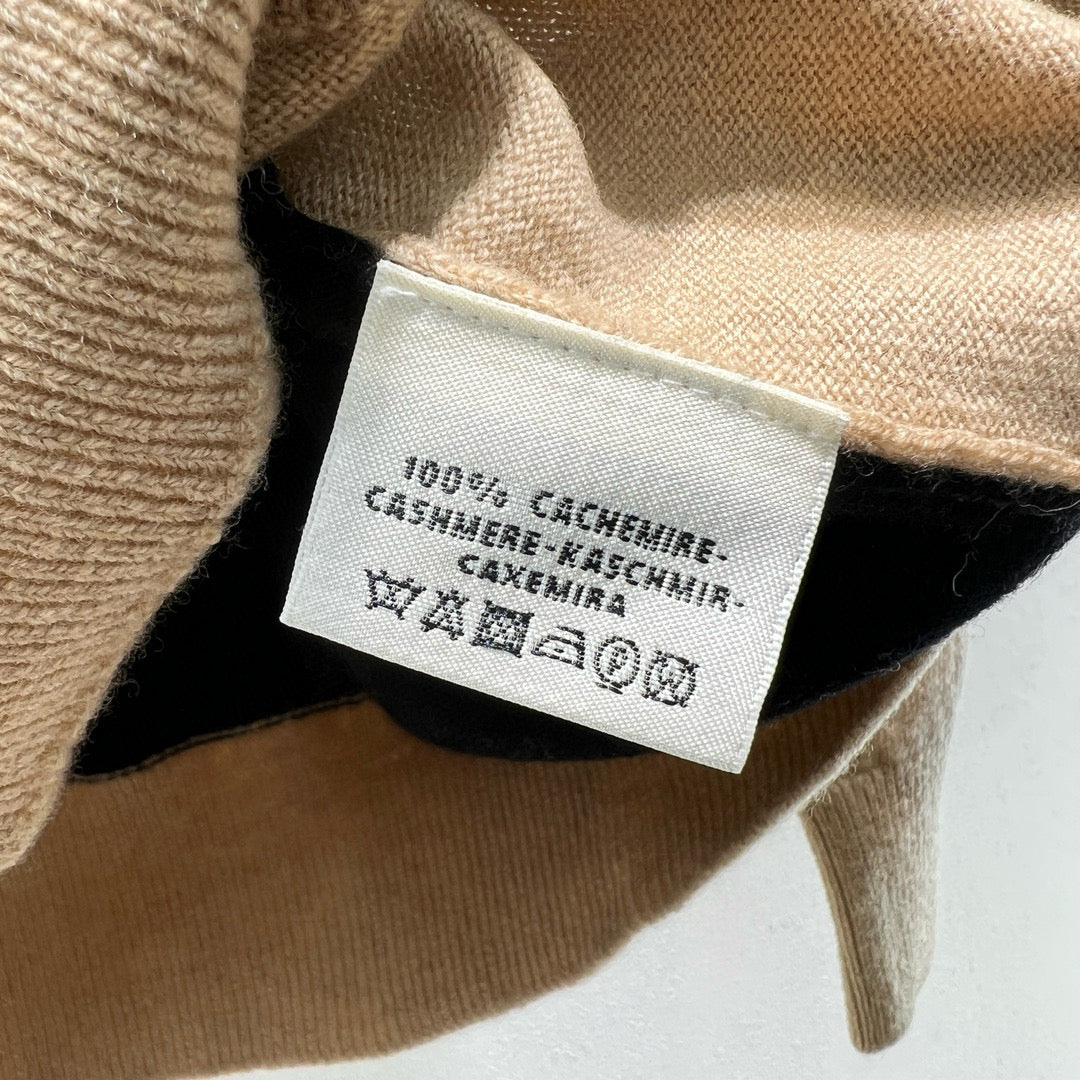 100% CACHEMIRE-
CASHMERE-KASCHMIR-
CAXEMIRA
P